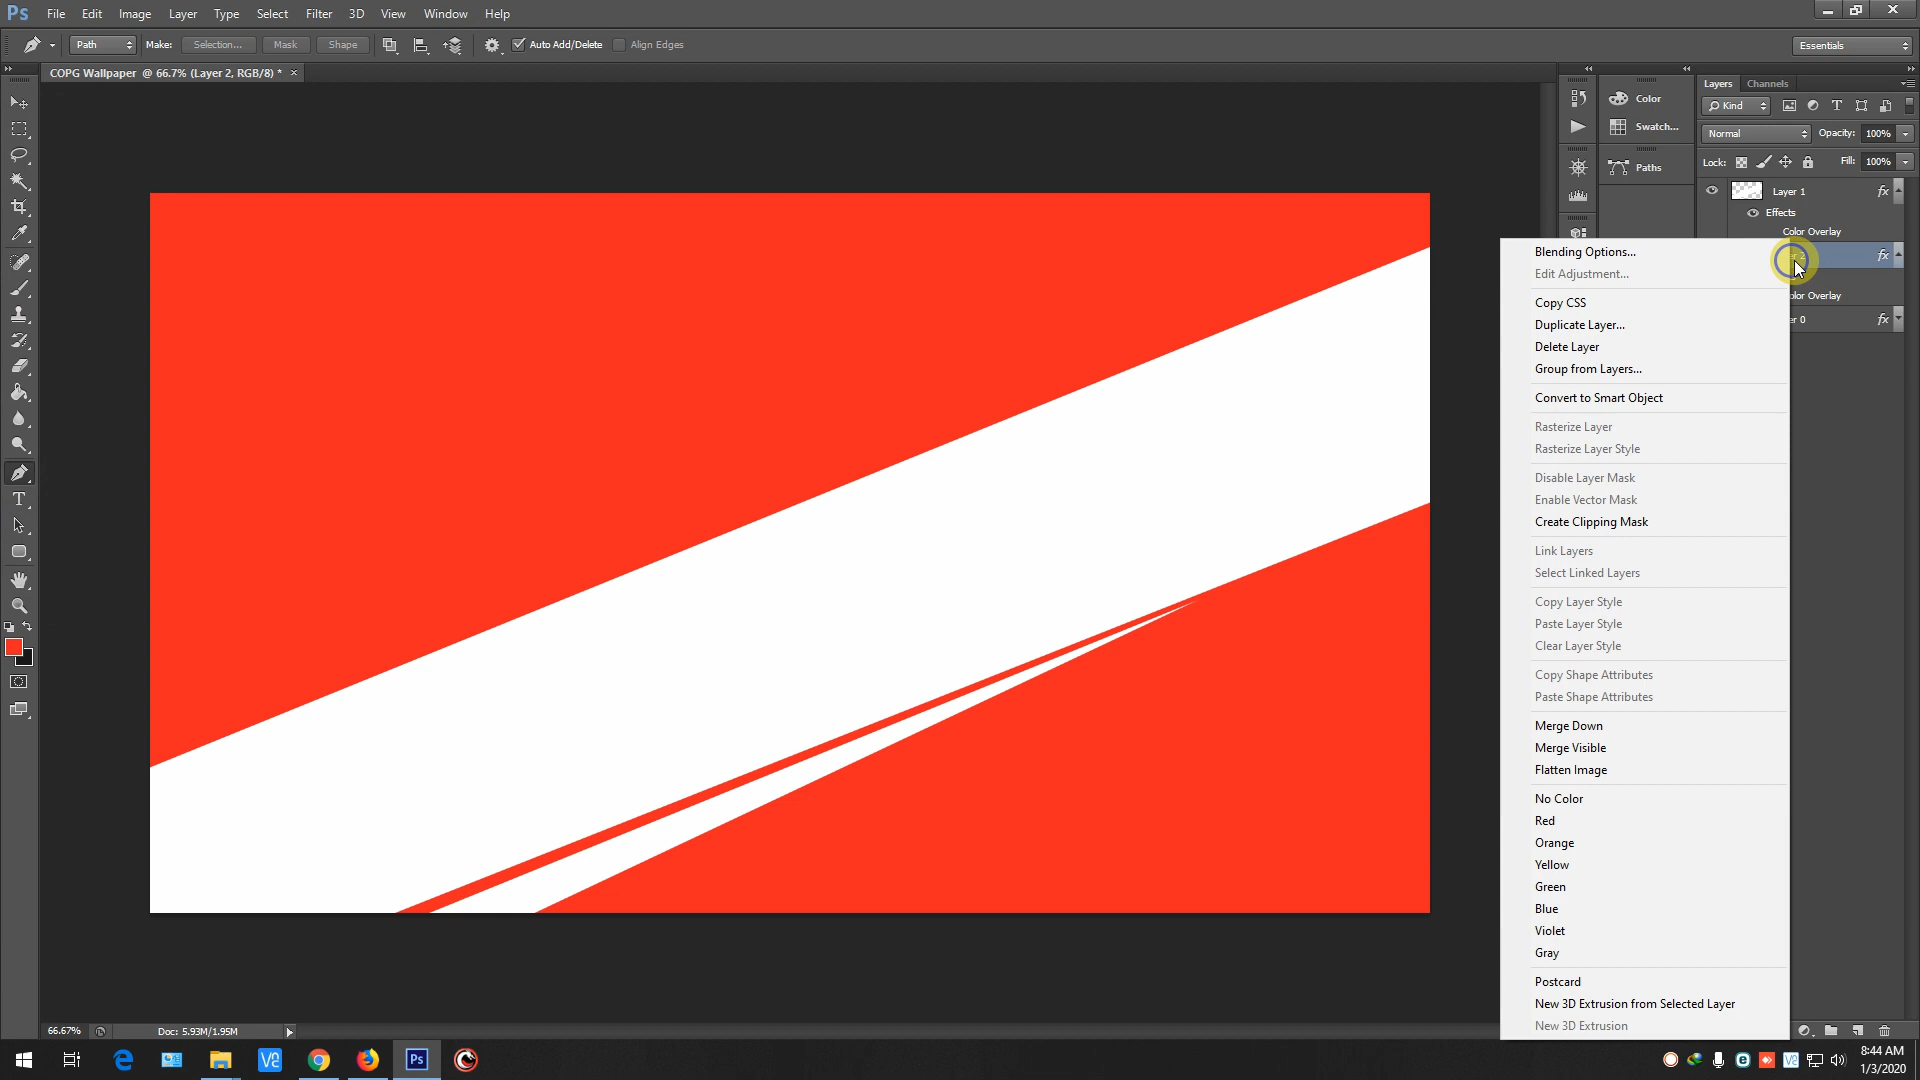 Ps File Edit Image Layer Type Select Filter 3D View Window Help
Path Make: Selection... Mask Shape Auto Add/Delete Align Edges Essentials
COPG Wallpaper @ 66.7% (Layer 2, RGB/8) * ×
Layers Channels
Color
Kind
Swatch...
Normal Opacity: 100%
Lock: Fill: 100%
Paths
Layer 1 fx
Effects
Color Overlay
fx
Color Overlay
fx
Blending Options...
Edit Adjustment...
Copy CSS
Duplicate Layer...
Delete Layer
Group from Layers...
Convert to Smart Object
Rasterize Layer
Rasterize Layer Style
Disable Layer Mask
Enable Vector Mask
Create Clipping Mask
Link Layers
Select Linked Layers
Copy Layer Style
Paste Layer Style
Clear Layer Style
Copy Shape Attributes
Paste Shape Attributes
Merge Down
Merge Visible
Flatten Image
No Color
Red
Orange
Yellow
Green
Blue
Violet
Gray
Postcard
New 3D Extrusion from Selected Layer
New 3D Extrusion
66.67% Doc: 5.93M/1.95M
Ps
8:44 AM
1/3/2020